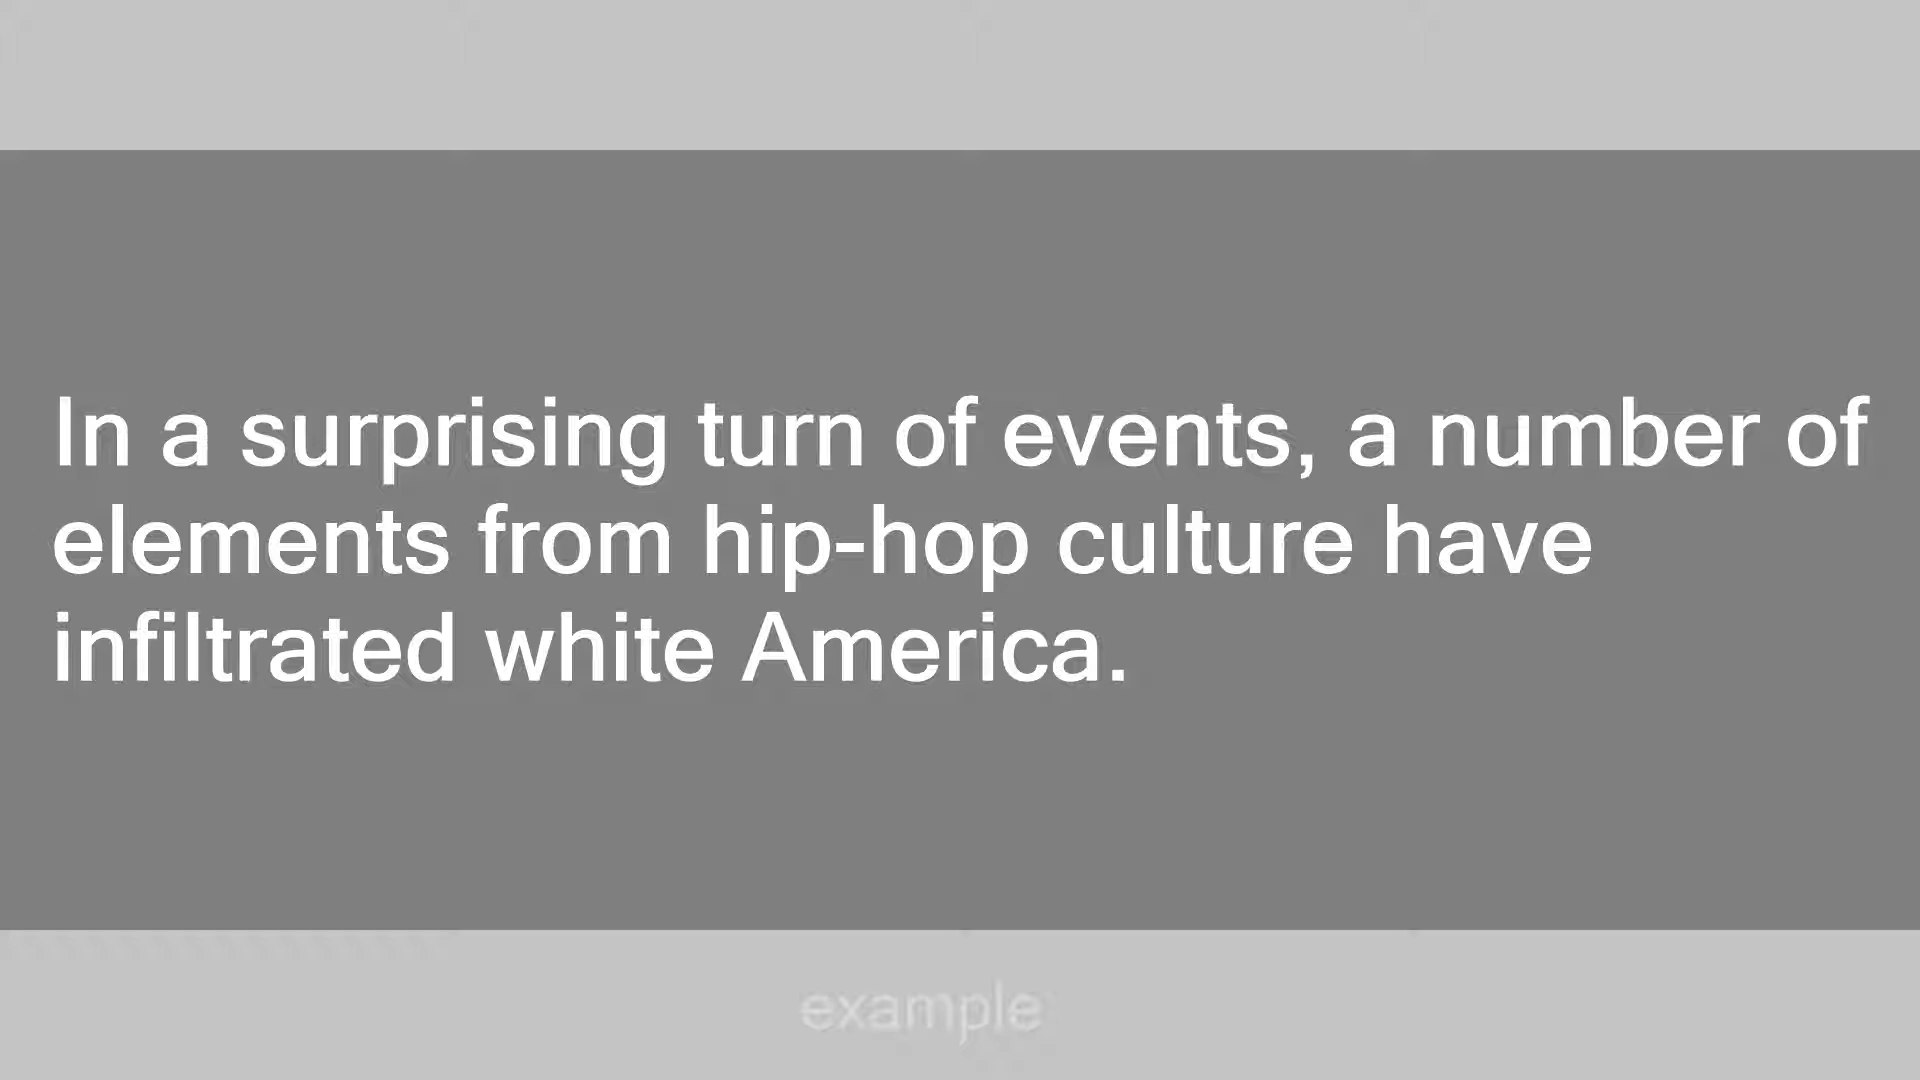 In a surprising turn of events, a number of
elements from hip-hop culture have
infiltrated white America.
example